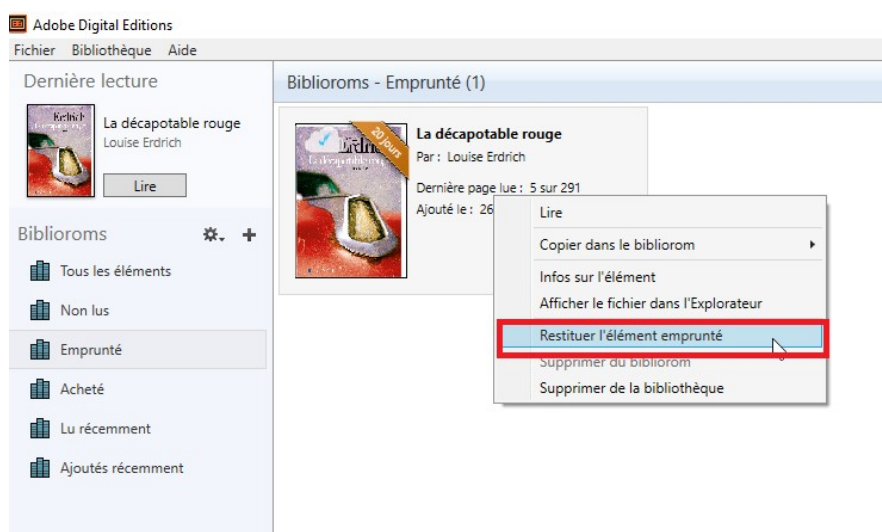 Adobe Digital Editions
Fichier Bibliothèque Aide
Dernière lecture
La décapotable rouge
Louise Erdrich
Lire
Biblioroms
Tous les éléments
Non lus
Emprunté
Acheté
Lu récemment
Ajoutés récemment
Biblioroms - Emprunté (1)
20 jours
La décapotable rouge
Par : Louise Erdrich
Dernière page lue : 5 sur 291
Ajouté le : 26
Lire
Copier dans le bibliorom
Infos sur l'élément
Afficher le fichier dans l'Explorateur
Restituer l'élément emprunté
Supprimer du bibliorom
Supprimer de la bibliothèque